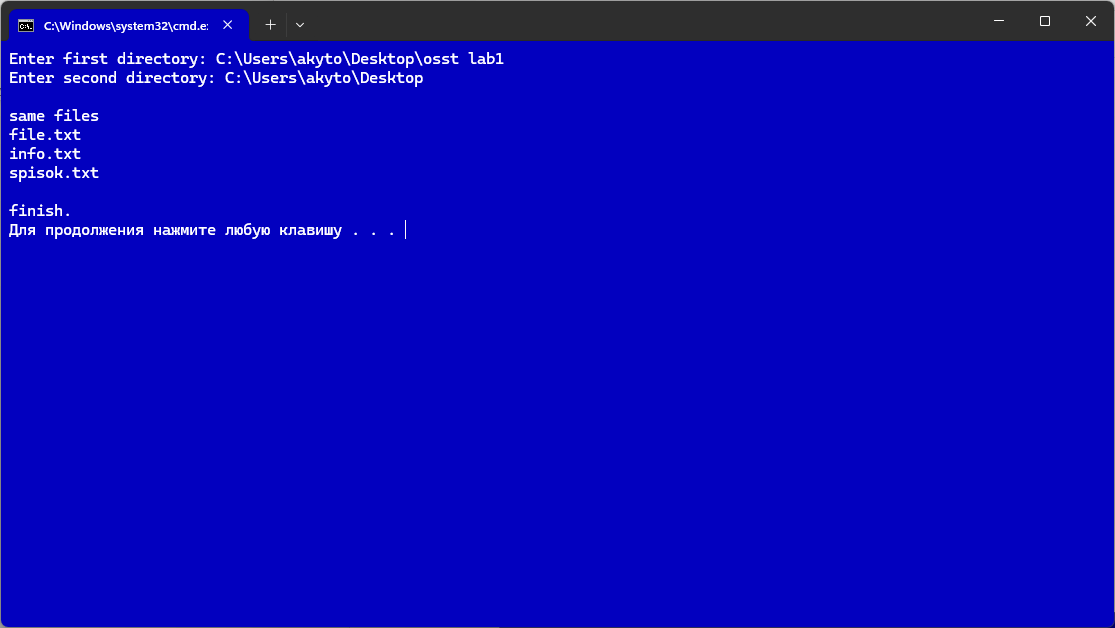 C:\Windows\system32\cmd.e:
Enter first directory: C:\Users\akyto\Desktop\osst lab1
Enter second directory: C:\Users\akyto\Desktop
same files
file.txt
info.txt
spisok.txt
finish.
Для продолжения нажмите любую клавишу . . .